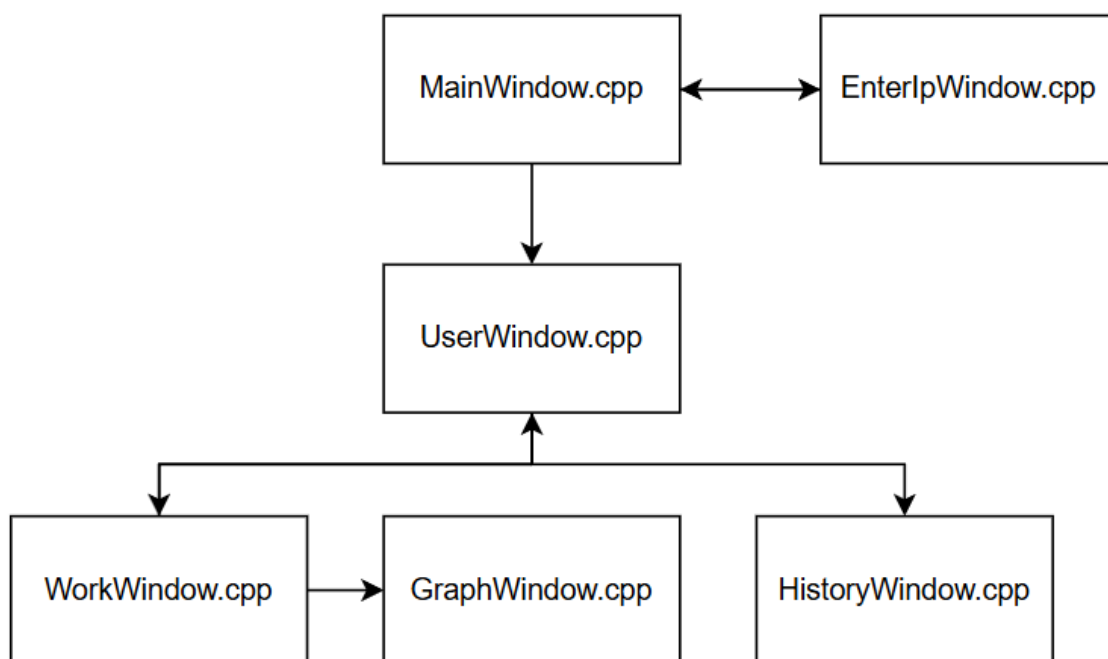 MainWindow.cpp
EnterIpWindow.cpp
UserWindow.cpp
WorkWindow.cpp
GraphWindow.cpp
HistoryWindow.cpp